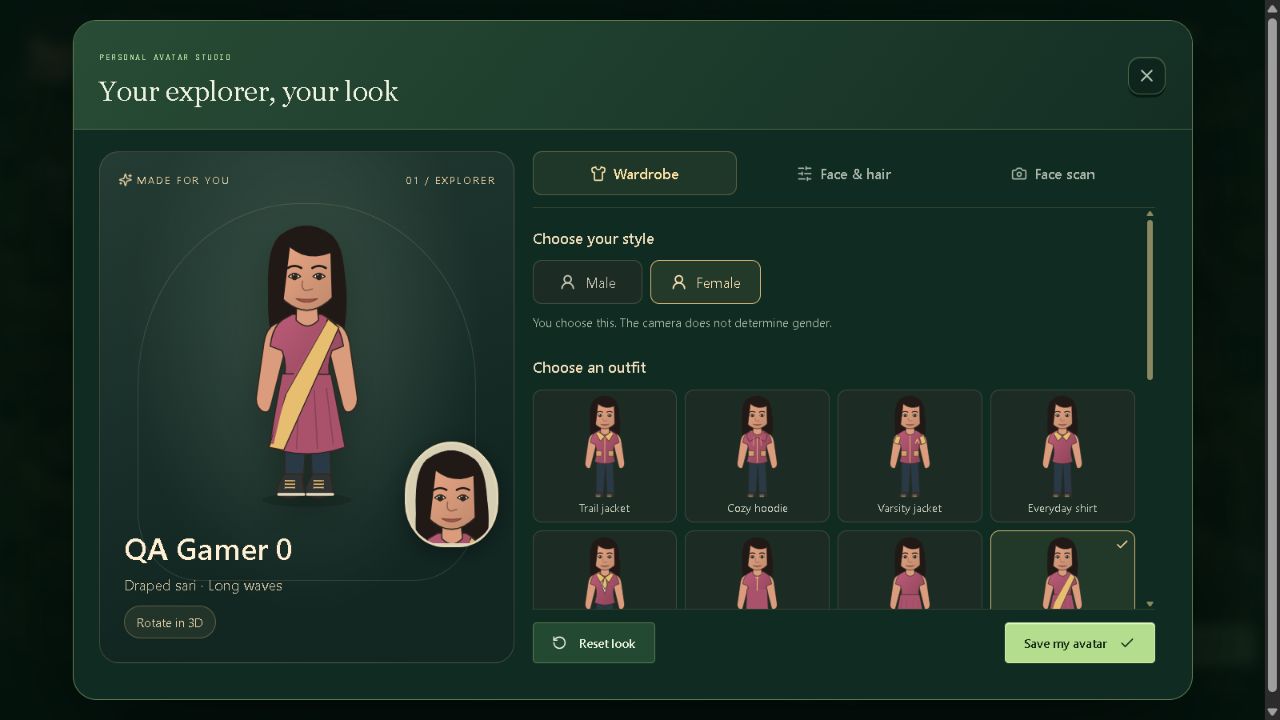 PERSONAL AVATAR STUDIO
Your explorer, your look
MADE FOR YOU
01 / EXPLORER
QA Gamer 0
Draped sari · Long waves
Rotate in 3D
Wardrobe
Face & hair
Face scan
Choose your style
Male
Female
You choose this. The camera does not determine gender.
Choose an outfit
Trail jacket
Cozy hoodie
Varsity jacket
Everyday shirt
Reset look
Save my avatar